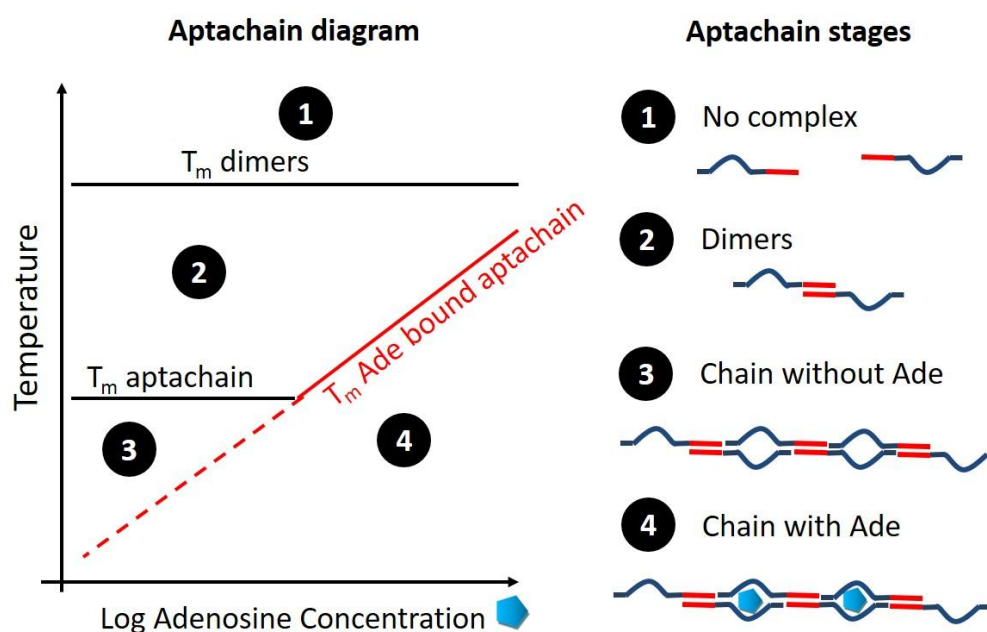 Aptachain diagram
Temperature
1
Tm dimers
2
Tm aptachain
Tm Ade bound aptachain
3
4
Log Adenosine Concentration
Aptachain stages
1 No complex
2 Dimers
3 Chain without Ade
4 Chain with Ade